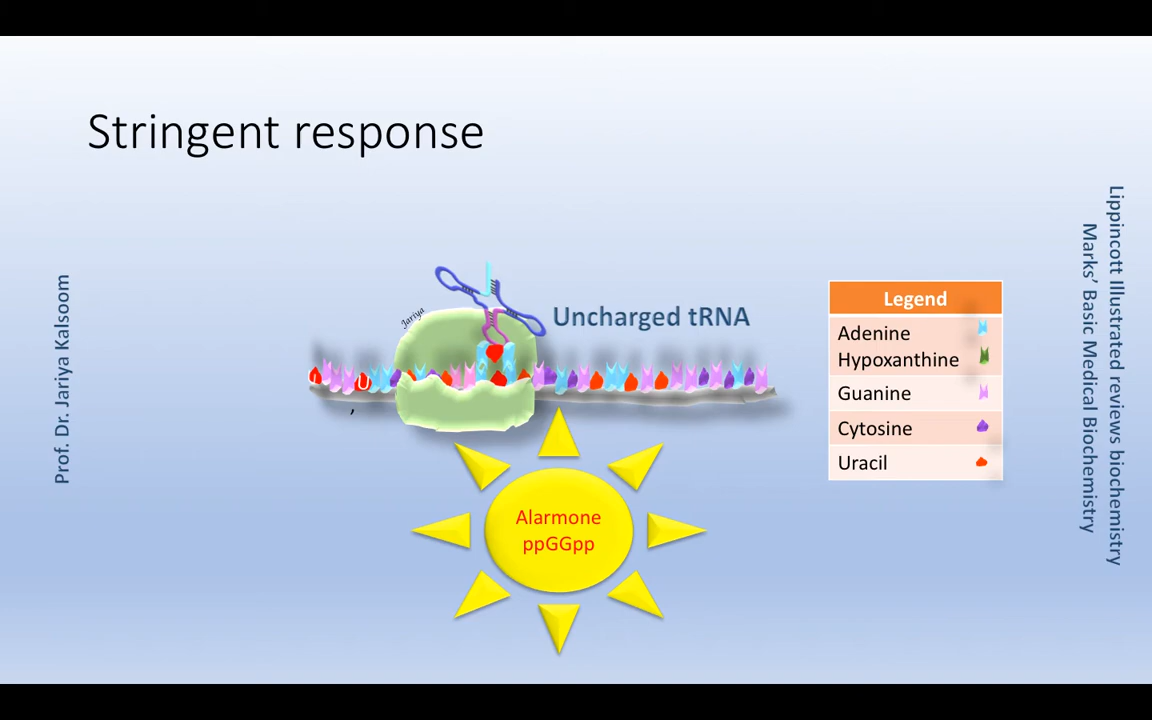 Stringent response
Prof. Dr. Jariya Kalsoom
Jariya
Uncharged tRNA
U
,
Alarmone
ppGGpp
Legend
Adenine
Hypoxanthine
Guanine
Cytosine
Uracil
Lippincott Illustrated reviews biochemistry
Marks’ Basic Medical Biochemistry